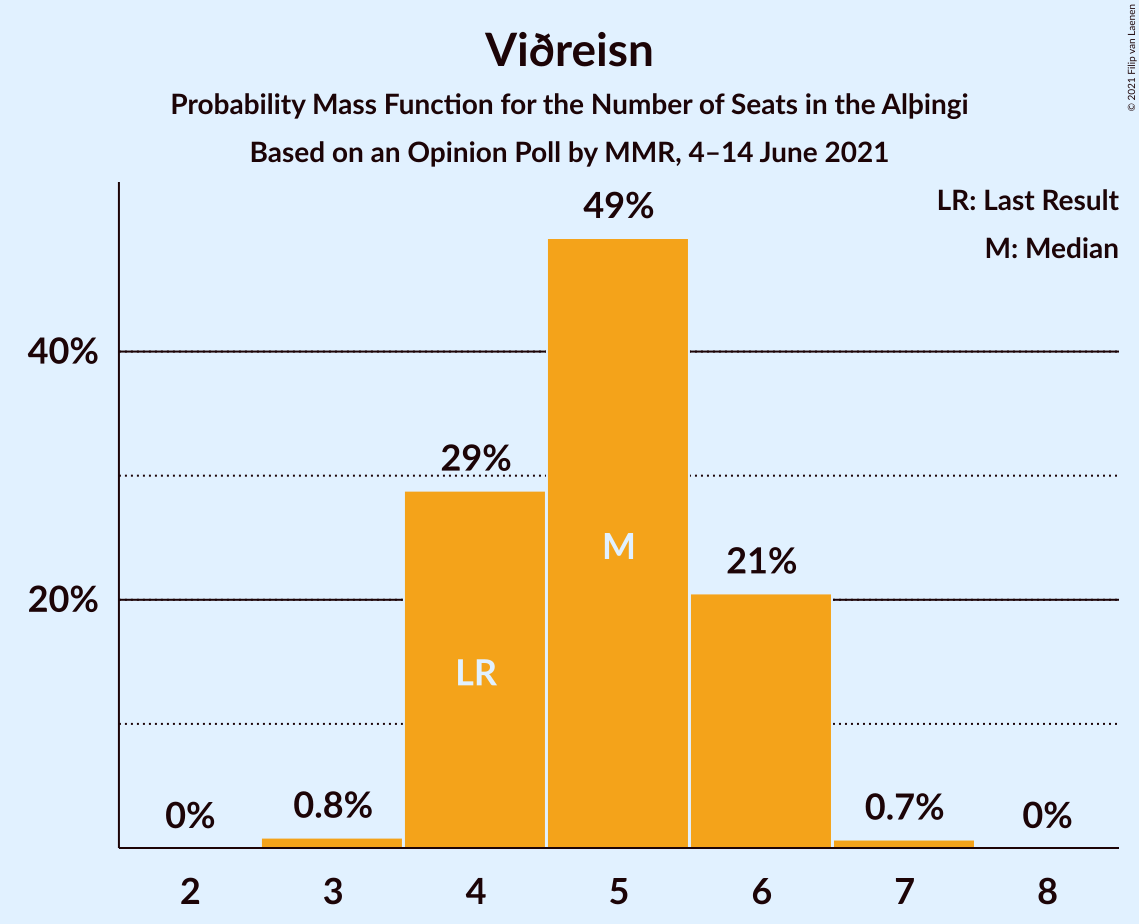 Viðreisn
Probability Mass Function for the Number of Seats in the Alþingi
Based on an Opinion Poll by MMR, 4–14 June 2021
© 2021 Filip van Laenen
LR: Last Result
M: Median
49%
40%
29%
M
21%
20%
LR
0%
0.8%
0.7%
0%
2
3
4
5
6
7
8